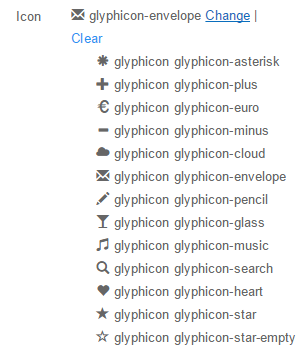 Icon glyphicon-envelope Change |
Clear
glyphicon glyphicon-asterisk
glyphicon glyphicon-plus
glyphicon glyphicon-euro
glyphicon glyphicon-minus
glyphicon glyphicon-cloud
glyphicon glyphicon-envelope
glyphicon glyphicon-pencil
glyphicon glyphicon-glass
glyphicon glyphicon-music
glyphicon glyphicon-search
glyphicon glyphicon-heart
glyphicon glyphicon-star
glyphicon glyphicon-star-empty